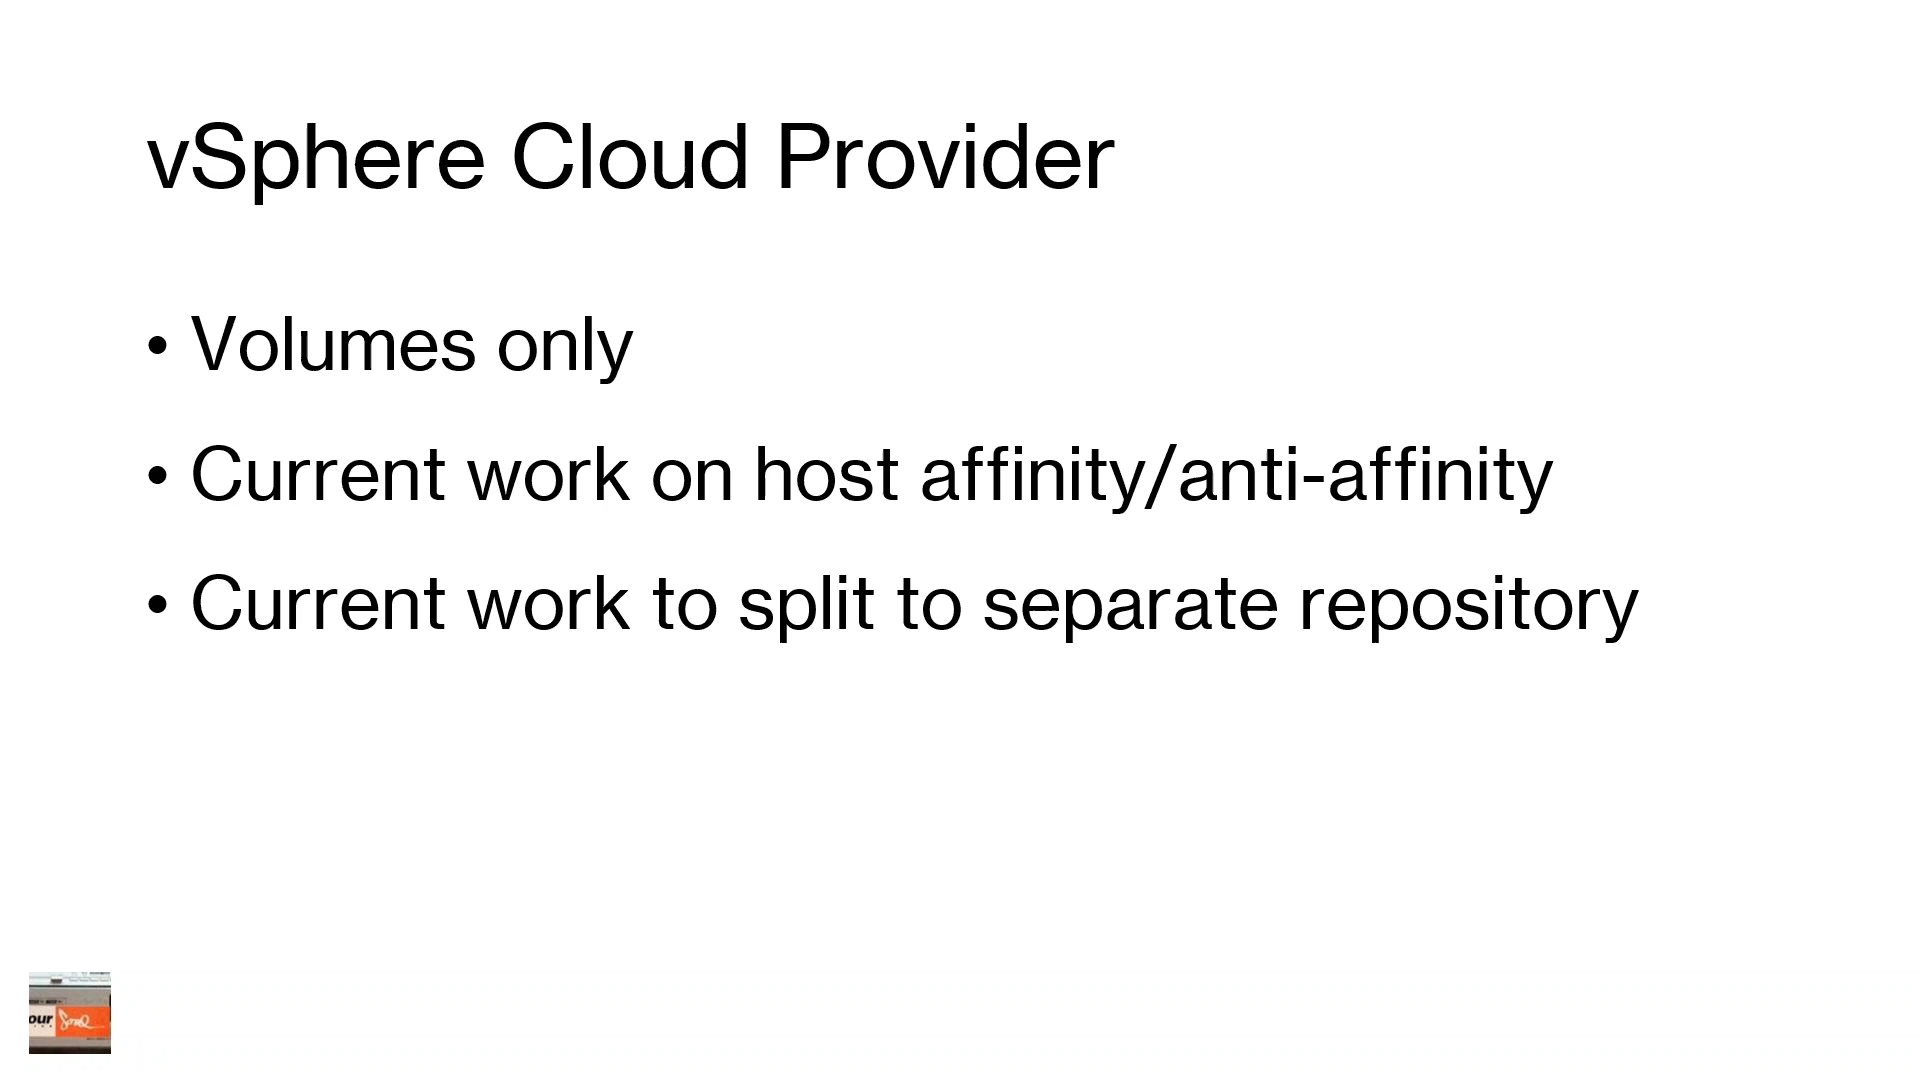 vSphere Cloud Provider
• Volumes only
• Current work on host affinity/anti-affinity
• Current work to split to separate repository
our